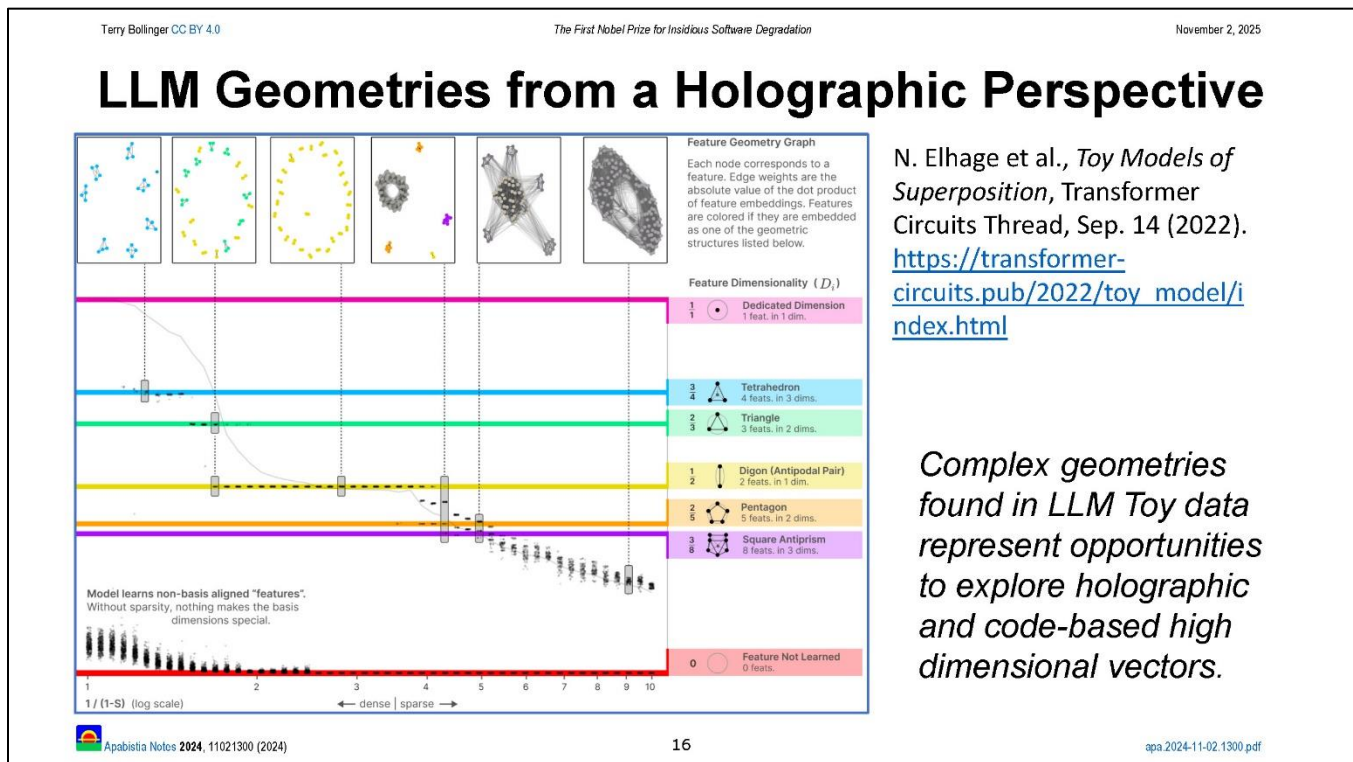 Terry Bollinger CC BY 4.0
The First Nobel Prize for Insidious Software Degradation
November 2, 2025
LLM Geometries from a Holographic Perspective
Feature Geometry Graph
Each node corresponds to a
feature. Edge weights are the
absolute value of the dot product
of feature embeddings. Features
are colored if they are embedded
as one of the geometric
structures listed below.
Feature Dimensionality (Di)
1/1 Dedicated Dimension
1 feat. in 1 dim.
3/4 Tetrahedron
4 feats. in 3 dims.
2/3 Triangle
3 feats. in 2 dims.
1/2 Digon (Antipodal Pair)
2 feats. in 1 dim.
2/5 Pentagon
5 feats. in 2 dims.
3/8 Square Antiprism
8 feats. in 3 dims.
0 Feature Not Learned
0 feats.
Model learns non-basis aligned "features".
Without sparsity, nothing makes the basis
dimensions special.
1 2 3 4 5 6 7 8 9 10
1 / (1-S) (log scale)
← dense | sparse →
N. Elhage et al., Toy Models of
Superposition, Transformer
Circuits Thread, Sep. 14 (2022).
https://transformer-
circuits.pub/2022/toy_model/i
ndex.html
Complex geometries
found in LLM Toy data
represent opportunities
to explore holographic
and code-based high
dimensional vectors.
Apabistia Notes 2024, 11021300 (2024)
16
apa.2024-11-02.1300.pdf